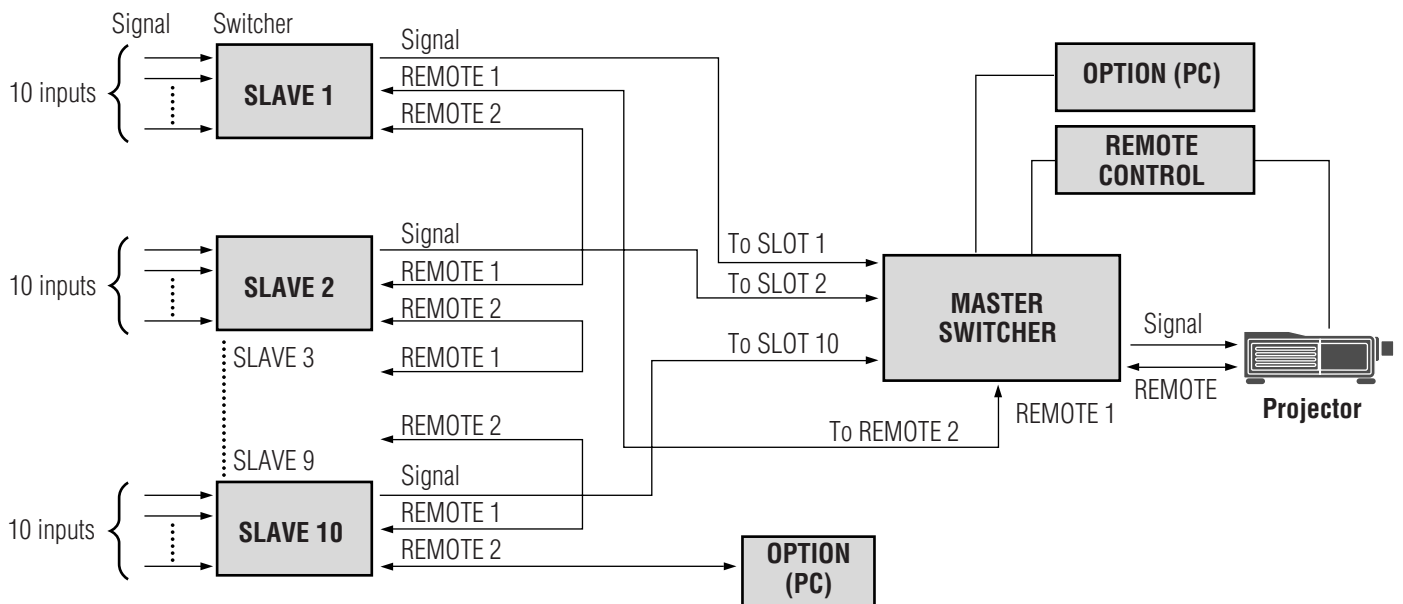 Signal
Switcher
10 inputs
SLAVE 1
Signal
REMOTE 1
REMOTE 2
OPTION (PC)
REMOTE
CONTROL
10 inputs
SLAVE 2
Signal
REMOTE 1
REMOTE 2
REMOTE 1
SLAVE 3
To SLOT 1
To SLOT 2
To SLOT 10
MASTER
SWITCHER
Signal
REMOTE
Projector
REMOTE 1
To REMOTE 2
REMOTE 2
SLAVE 9
10 inputs
SLAVE 10
Signal
REMOTE 1
REMOTE 2
OPTION
(PC)